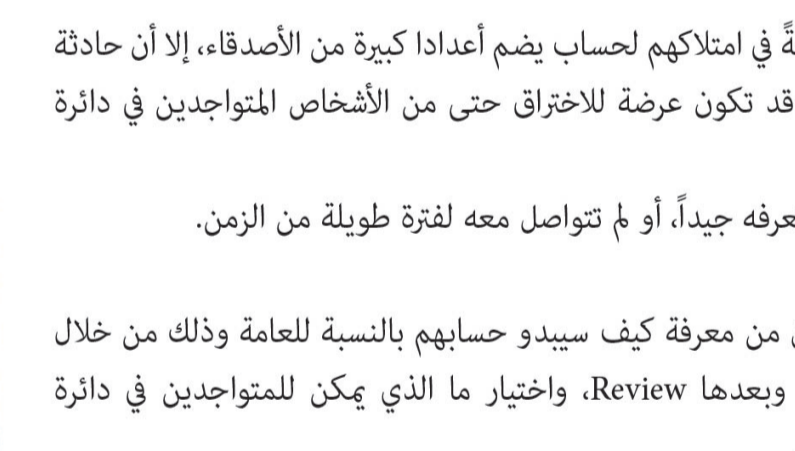 في امتلاكهم لحساب يضم أعدادا كبيرة من الأصدقاء، إلا أن حادثة
قد تكون عرضة للاختراق حتى من الأشخاص المتواجدين في دائرة
جيداً، أو لم تتواصل معه لفترة طويلة من الزمن.
من معرفة كيف سيبدو حسابهم بالنسبة للعامة وذلك من خلال
وبعدها Review، واختيار ما الذي يمكن للمتواجدين في دائرة